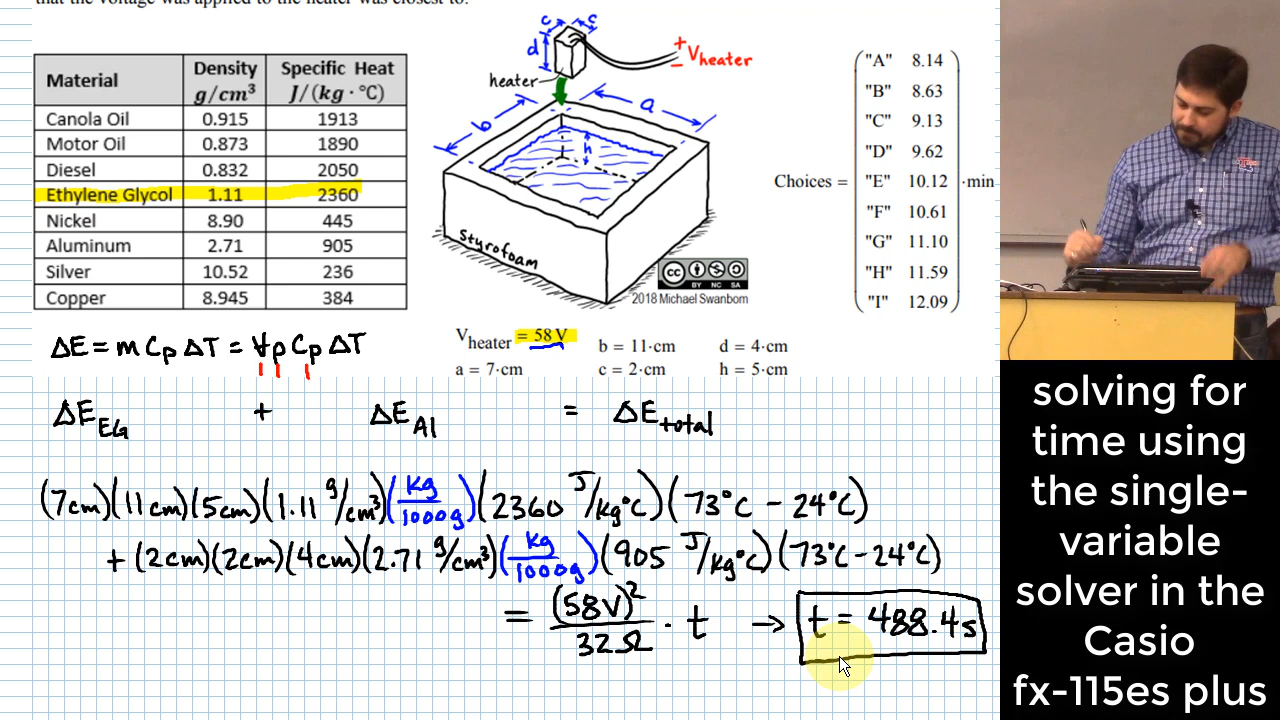 that the voltage was applied to the heater was closest to:
Material Density g/cm³ Specific Heat J/(kg · °C)
Canola Oil 0.915 1913
Motor Oil 0.873 1890
Diesel 0.832 2050
Ethylene Glycol 1.11 2360
Nickel 8.90 445
Aluminum 2.71 905
Silver 10.52 236
Copper 8.945 384
c c
d
+
Vheater
−
heater
a
b
h
Styrofoam
cc BY NC SA
2018 Michael Swanbom
Choices =
"A" 8.14
"B" 8.63
"C" 9.13
"D" 9.62
"E" 10.12 ·min
"F" 10.61
"G" 11.10
"H" 11.59
"I" 12.09
Vheater = 58 V b = 11·cm d = 4·cm
a = 7·cm c = 2·cm h = 5·cm
ΔE = m Cp ΔT = ∀ρ Cp ΔT
ΔE_EG + ΔE_Al = ΔE_total
(7cm)(11cm)(5cm)(1.11 g/cm³)(kg/1000g)(2360 J/kg°C)(73°C − 24°C)
+ (2cm)(2cm)(4cm)(2.71 g/cm³)(kg/1000g)(905 J/kg°C)(73°C − 24°C)
= (58V)²/32Ω · t → t = 488.4s
solving for
time using
the single-
variable
solver in the
Casio
fx-115es plus